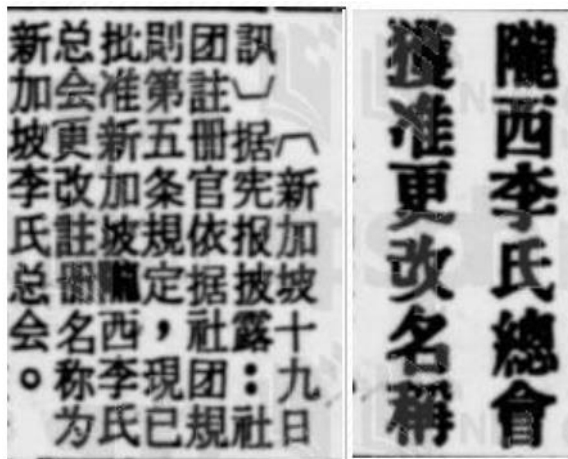 隴西李氏總會
獲准更改名稱
（新加坡十九日
訊）据宪报披露：社
团註冊官依据社团規
則第五条規定，現已
批准新加坡隴西李氏
总会更改註冊名称为
新加坡李氏总会。